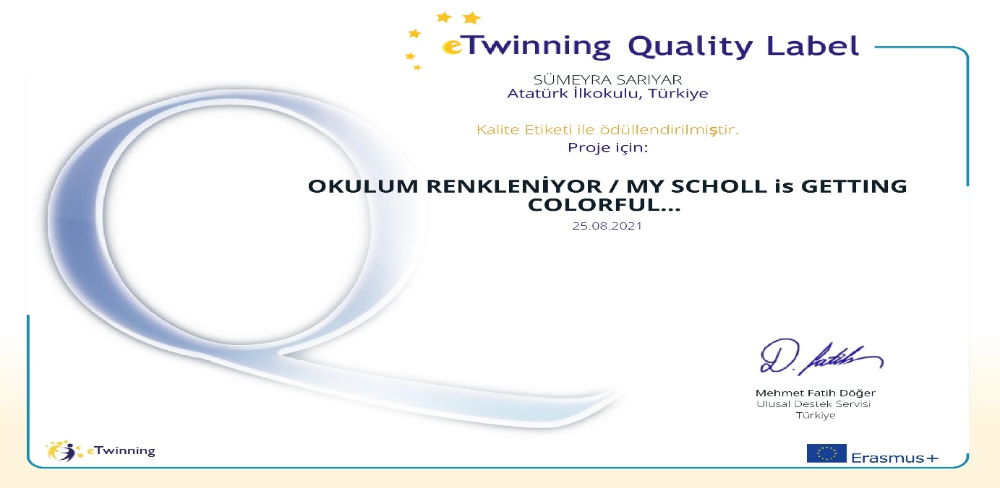 eTwinning Quality Label
SÜMEYRA SARIYAR
Atatürk İlkokulu, Türkiye
Kalite Etiketi ile ödüllendirilmiştir.
Proje için:
OKULUM RENKLENİYOR / MY SCHOLL is GETTING
COLORFUL...
25.08.2021
D. fatih
Mehmet Fatih Döğer
Ulusal Destek Servisi
Türkiye
eTwinning
Erasmus+